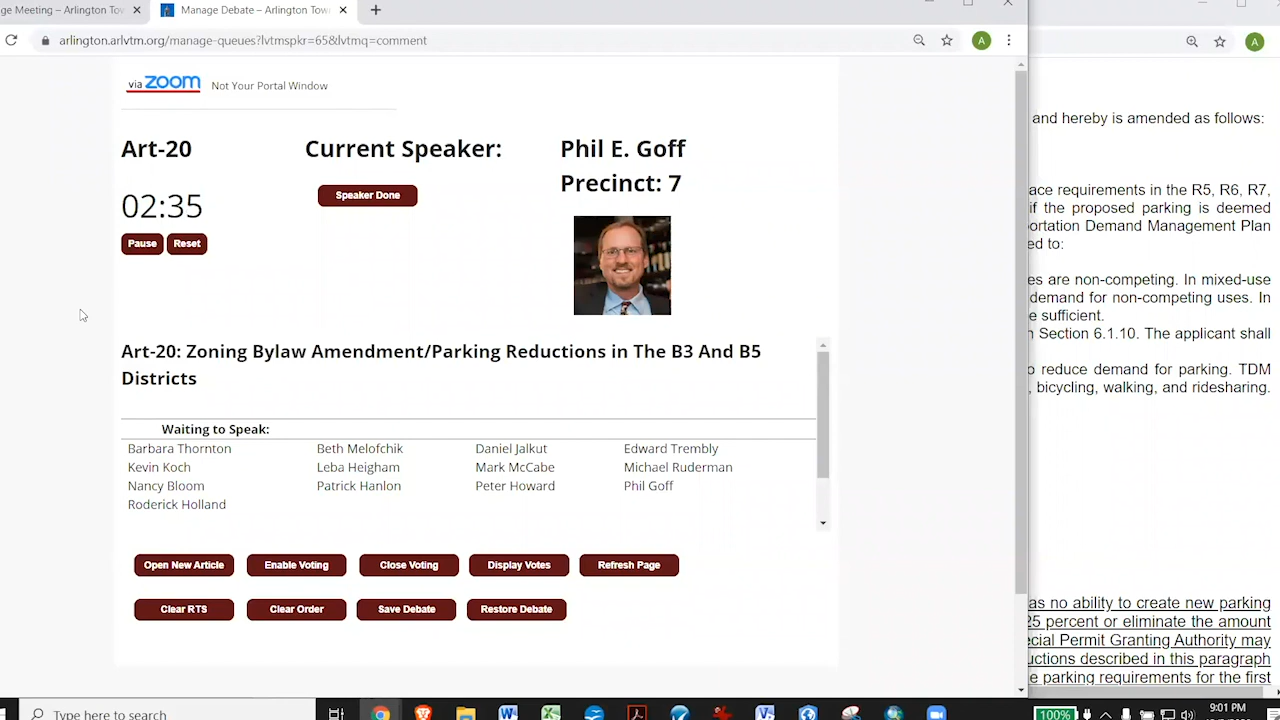 ge Meeting – Arlington Tov
Manage Debate – Arlington Tow
arlington.arlvtm.org/manage-queues?lvtmspkr=65&lvtmq=comment
A
A
via zoom Not Your Portal Window
Art-20
Current Speaker:
Phil E. Goff
Precinct: 7
02:35
Speaker Done
Pause Reset
Art-20: Zoning Bylaw Amendment/Parking Reductions in The B3 And B5
Districts
Waiting to Speak:
Barbara Thornton Beth Melofchik Daniel Jalkut Edward Trembly
Kevin Koch Leba Heigham Mark McCabe Michael Ruderman
Nancy Bloom Patrick Hanlon Peter Howard Phil Goff
Roderick Holland
Open New Article Enable Voting Close Voting Display Votes Refresh Page
Clear RTS Clear Order Save Debate Restore Debate
and hereby is amended as follows:
ace requirements in the R5, R6, R7,
if the proposed parking is deemed
ortation Demand Management Plan
ed to:
es are non-competing. In mixed-use
demand for non-competing uses. In
e sufficient.
n Section 6.1.10. The applicant shall
o reduce demand for parking. TDM
, bicycling, walking, and ridesharing.
as no ability to create new parking
25 percent or eliminate the amount
ecial Permit Granting Authority may
uctions described in this paragraph
e parking requirements for the first
Type here to search
100%
9:01 PM